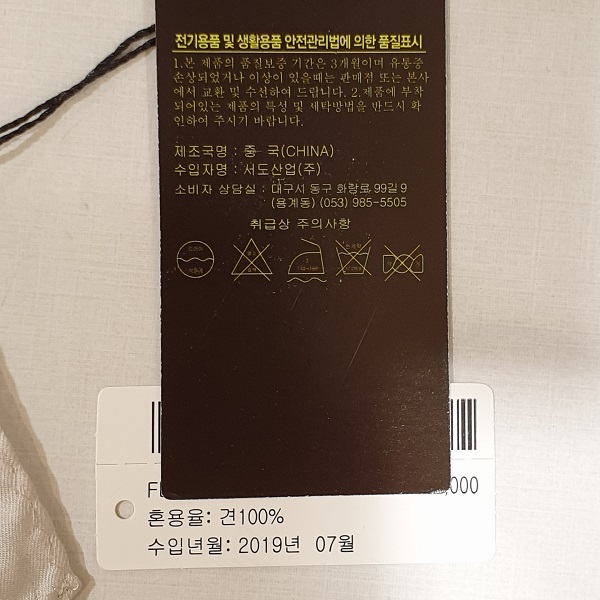 전기용품 및 생활용품 안전관리법에 의한 품질표시
1.본 제품의 품질보증 기간은 3개월이며 유통중
손상되었거나 이상이 있을때는 판매점 또는 본사
에서 교환 및 수선하여 드립니다. 2.제품에 부착
되어있는 제품의 특성 및 세탁방법을 반드시 확
인하여 주시기 바랍니다.
제조국명 : 중 국(CHINA)
수입자명 : 서도산업(주)
소비자 상담실 : 대구시 동구 화랑로 99길 9
(용계동) (053) 985-5505
취급상 주의사항
드라이
석유계
,000
혼용율: 견100%
수입년월: 2019년 07월